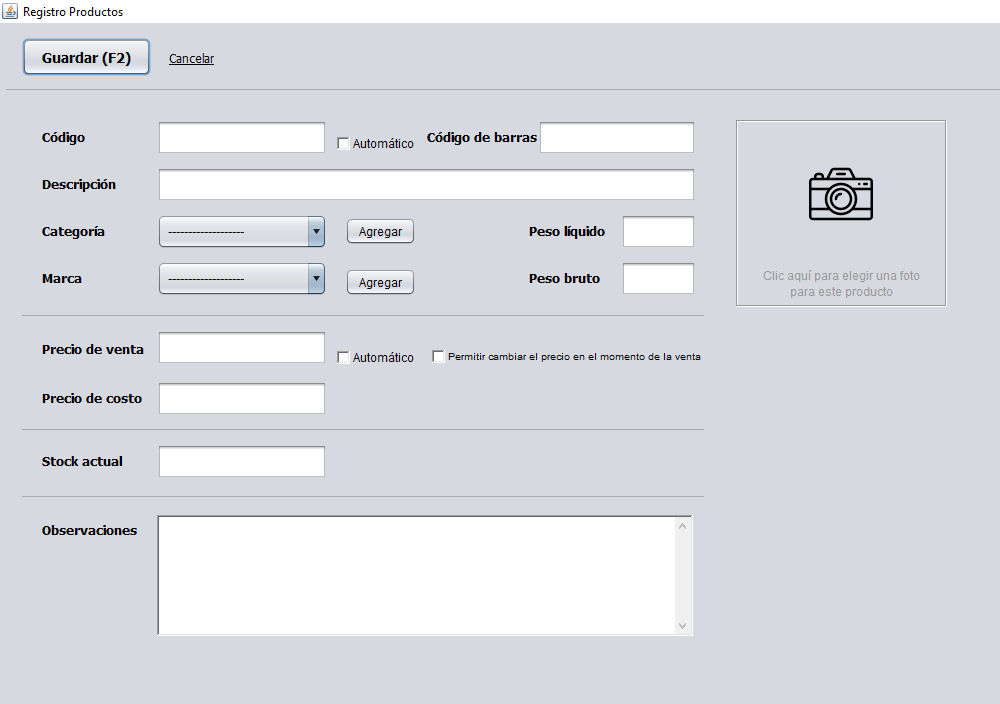 Registro Productos
Guardar (F2) Cancelar
Código Automático Código de barras
Descripción
Categoría ------------------- Agregar Peso líquido
Marca ------------------- Agregar Peso bruto
Clic aquí para elegir una foto
para este producto
Precio de venta Automático Permitir cambiar el precio en el momento de la venta
Precio de costo
Stock actual
Observaciones